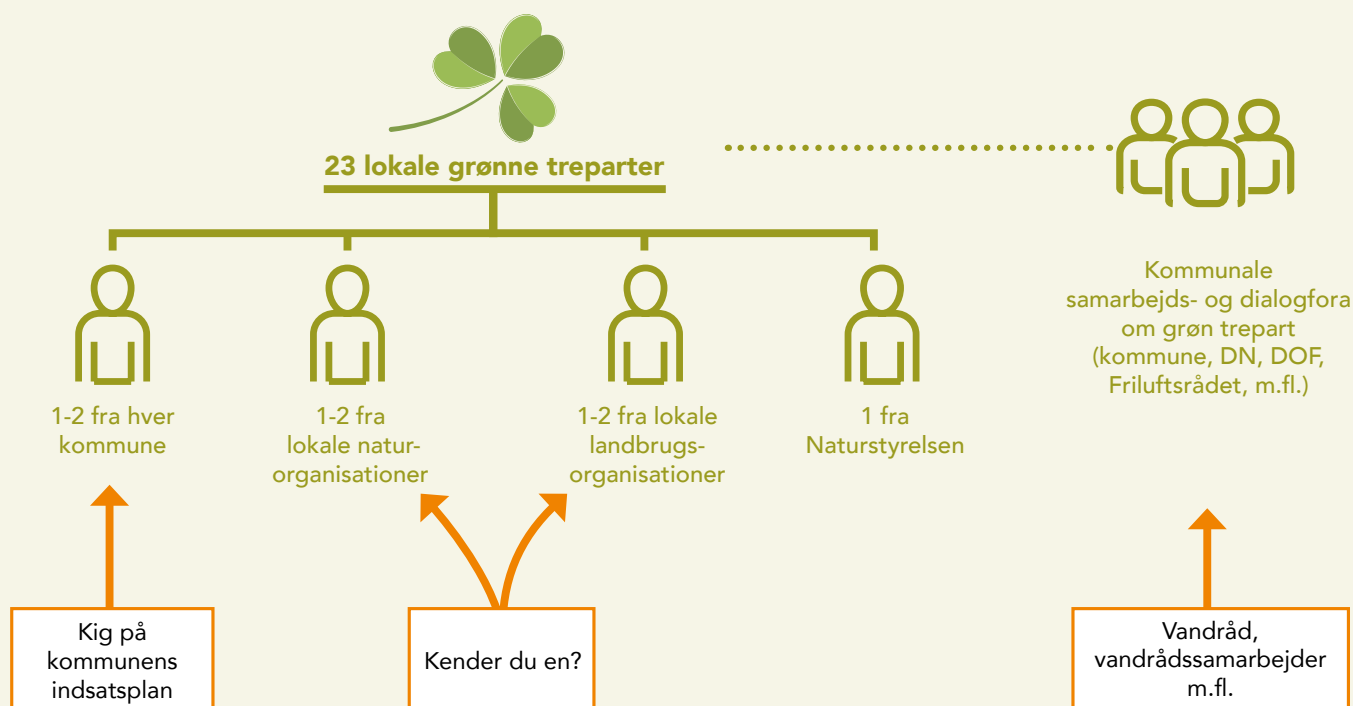 23 lokale grønne treparter
1-2 fra hver
kommune
1-2 fra
lokale natur-
organisationer
1-2 fra lokale
landbrugs-
organisationer
1 fra
Naturstyrelsen
Kommunale
samarbejds- og dialogfora
om grøn trepart
(kommune, DN, DOF,
Friluftsrådet, m.fl.)
Kig på
kommunens
indsatsplan
Kender du en?
Vandråd,
vandrådssamarbejder
m.fl.